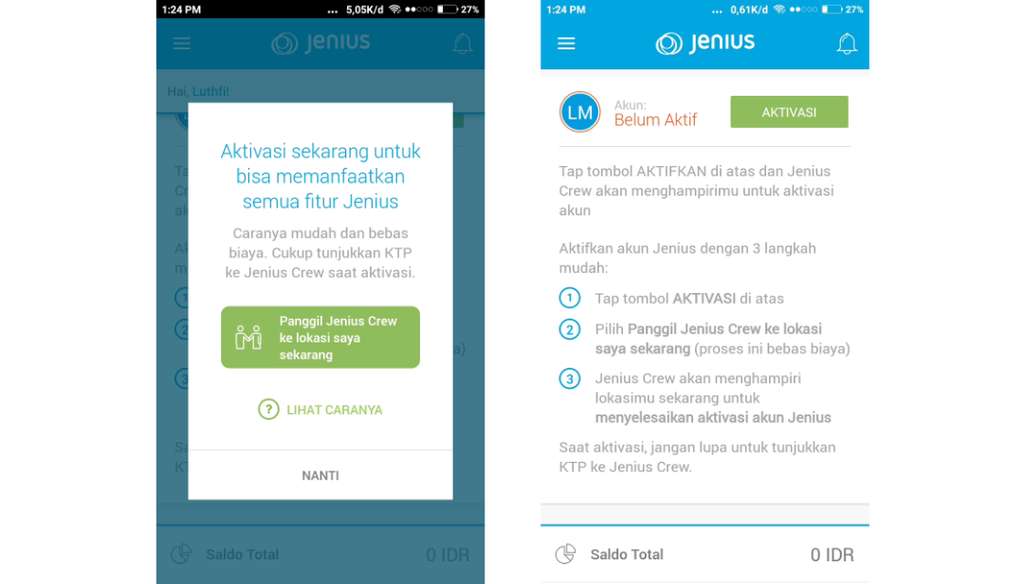 1:24 PM
... 5,05K/d 27%
jenius
Hai, Luthfi!
Aktivasi sekarang untuk
bisa memanfaatkan
semua fitur Jenius
Caranya mudah dan bebas
biaya. Cukup tunjukkan KTP
ke Jenius Crew saat aktivasi.
Panggil Jenius Crew
ke lokasi saya
sekarang
? LIHAT CARANYA
NANTI
Saldo Total 0 IDR
1:24 PM
... 0,61K/d 27%
jenius
LM
Akun:
Belum Aktif
AKTIVASI
Tap tombol AKTIFKAN di atas dan Jenius
Crew akan menghampirimu untuk aktivasi
akun
Aktifkan akun Jenius dengan 3 langkah
mudah:
1 Tap tombol AKTIVASI di atas
2 Pilih Panggil Jenius Crew ke lokasi
saya sekarang (proses ini bebas biaya)
3 Jenius Crew akan menghampiri
lokasimu sekarang untuk
menyelesaikan aktivasi akun Jenius
Saat aktivasi, jangan lupa untuk tunjukkan
KTP ke Jenius Crew.
Saldo Total 0 IDR